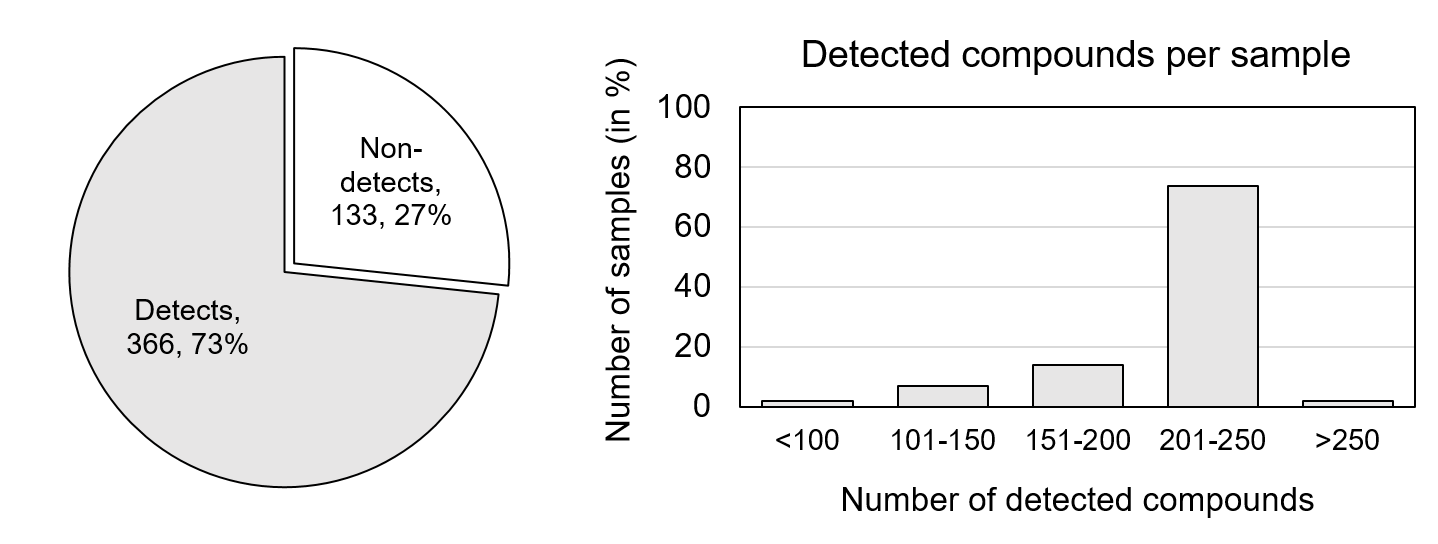 Non-
detects,
133, 27%
Detects,
366, 73%
Detected compounds per sample
Number of samples (in %)
100
80
60
40
20
0
<100
101-150
151-200
201-250
>250
Number of detected compounds